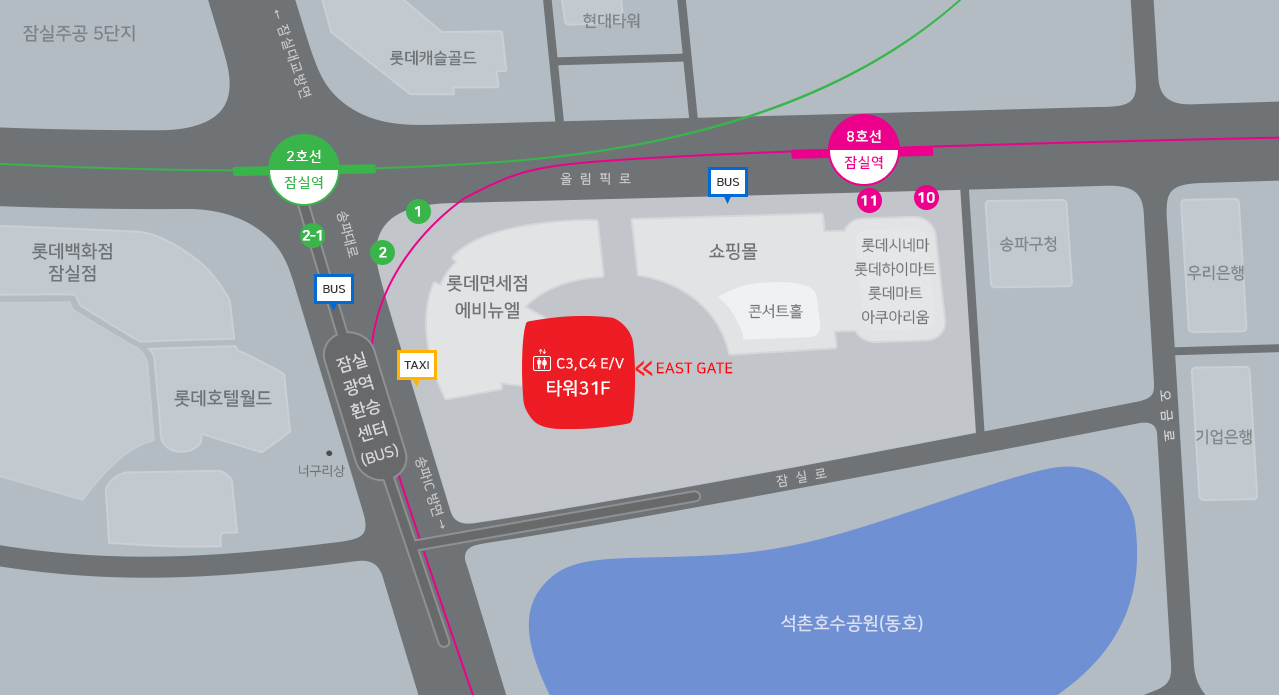 잠실주공 5단지
← 잠실대교방면
롯데캐슬골드
현대타워
2호선
잠실역
8호선
잠실역
올림픽로
BUS
11
10
1
2
2-1
송파대로
롯데백화점
잠실점
BUS
롯데면세점
에비뉴엘
쇼핑몰
콘서트홀
롯데시네마
롯데하이마트
롯데마트
아쿠아리움
송파구청
우리은행
TAXI
C3,C4 E/V
타워31F
EAST GATE
잠실
광역
환승
센터
(BUS)
롯데호텔월드
너구리상
송파IC 방면 →
잠실로
오금로
기업은행
석촌호수공원(동호)